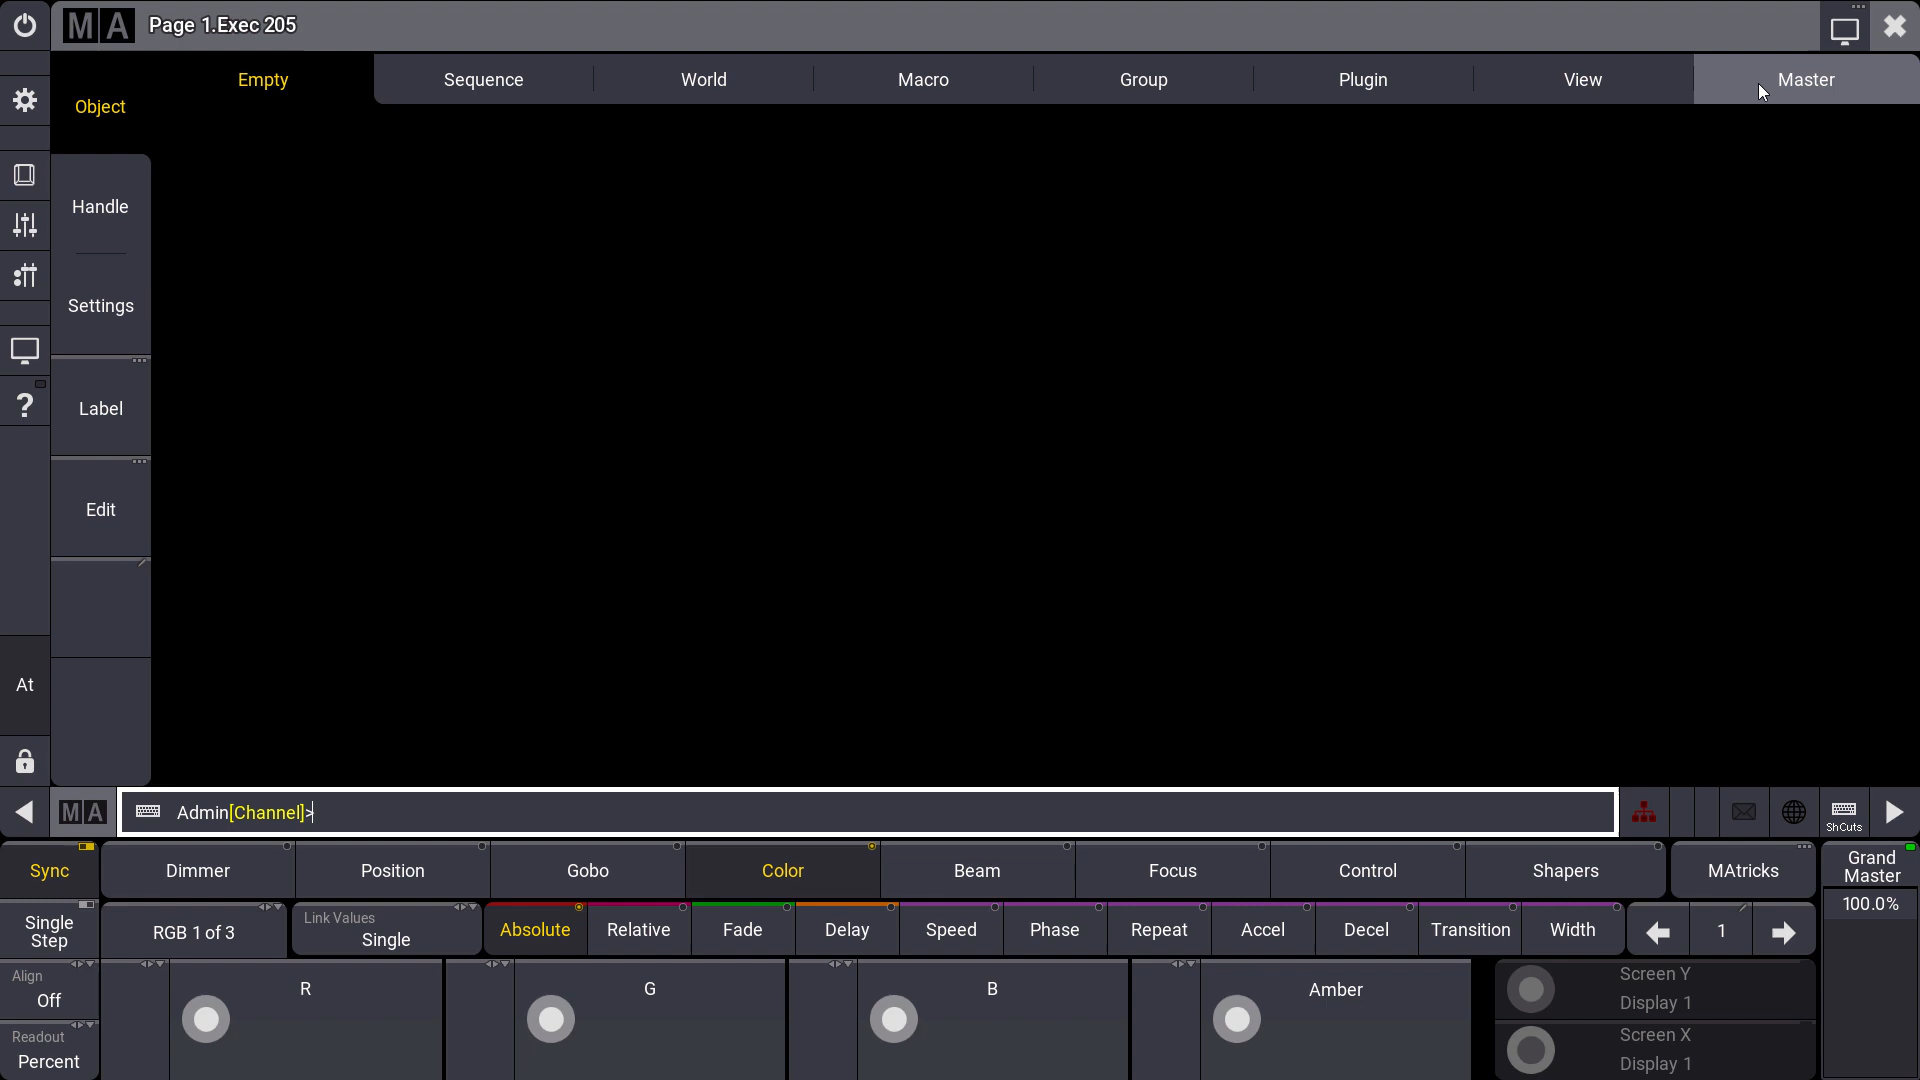 MA Page 1.Exec 205
Empty Sequence World Macro Group Plugin View Master
Object
Handle
Settings
Label
Edit
?
At
MA Admin[Channel]>
ShCuts
Sync Dimmer Position Gobo Color Beam Focus Control Shapers MAtricks
Grand
Master
100.0%
Single
Step
RGB 1 of 3
Link Values
Single
Absolute Relative Fade Delay Speed Phase Repeat Accel Decel Transition Width 1
Align
Off
Readout
Percent
R G B Amber
Screen Y
Display 1
Screen X
Display 1